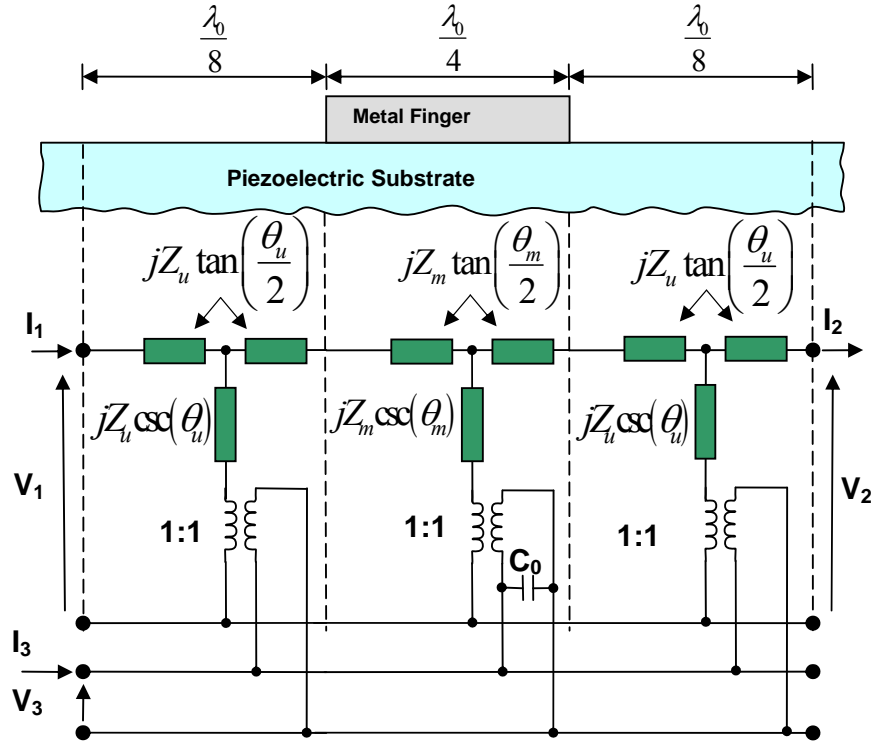 λ₀/8 λ₀/4 λ₀/8
Metal Finger
Piezoelectric Substrate
jZᵤ tan(θᵤ/2) jZₘ tan(θₘ/2) jZᵤ tan(θᵤ/2)
I₁ I₂
jZᵤ csc(θᵤ) jZₘ csc(θₘ) jZᵤ csc(θᵤ)
V₁ V₂
1:1 1:1 1:1
C₀
I₃
V₃